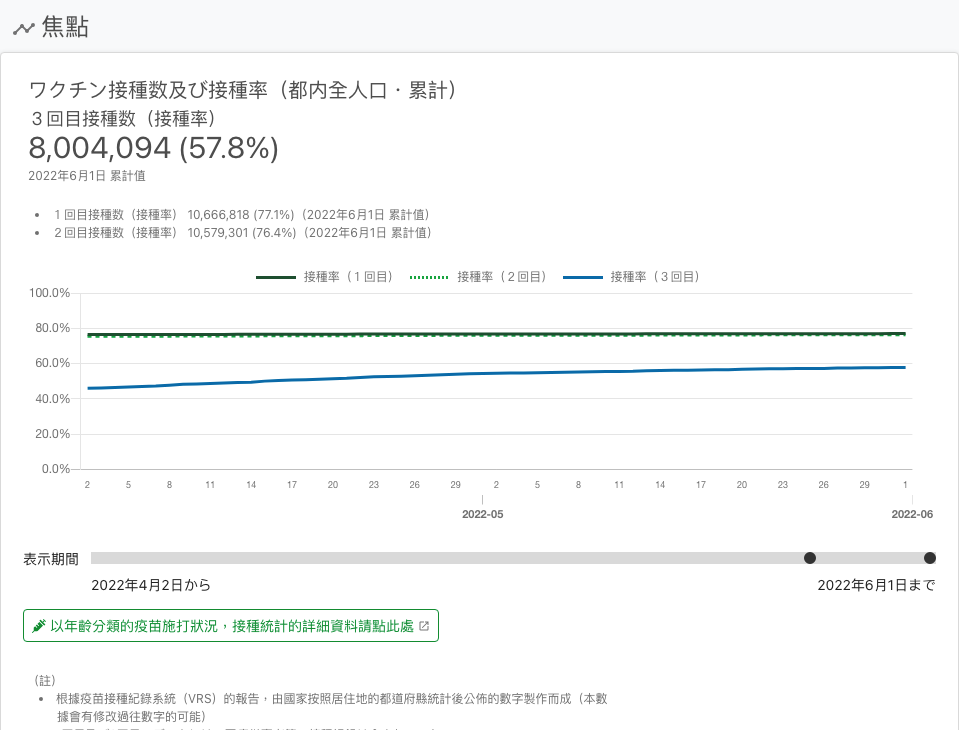 焦點
ワクチン接種数及び接種率（都内全人口・累計）
３回目接種数（接種率）
8,004,094 (57.8%)
2022年6月1日 累計值
• １回目接種数（接種率） 10,666,818 (77.1%)（2022年6月1日 累計值）
• ２回目接種数（接種率） 10,579,301 (76.4%)（2022年6月1日 累計值）
接種率（１回目） 接種率（２回目） 接種率（３回目）
100.0%
80.0%
60.0%
40.0%
20.0%
0.0%
2 5 8 11 14 17 20 23 26 29 2 5 8 11 14 17 20 23 26 29 1
2022-05 2022-06
表示期間
2022年4月2日から 2022年6月1日まで
以年齡分類的疫苗施打狀況，接種統計的詳細資料請點此處
（註）
• 根據疫苗接種紀錄系統（VRS）的報告，由國家按照居住地的都道府縣統計後公佈的數字製作而成（本數
據會有修改過往數字的可能）